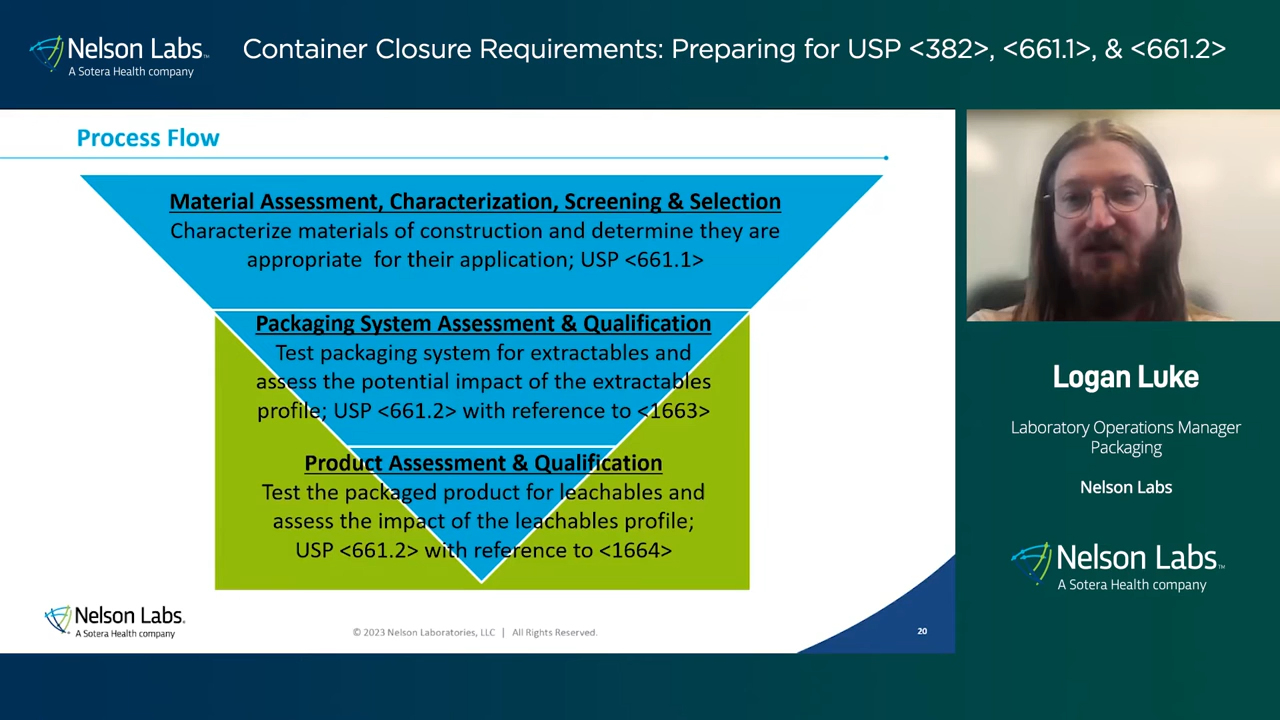 Nelson Labs™
A Sotera Health company
Container Closure Requirements: Preparing for USP <382>, <661.1>, & <661.2>
Process Flow
Material Assessment, Characterization, Screening & Selection
Characterize materials of construction and determine they are
appropriate for their application; USP <661.1>
Packaging System Assessment & Qualification
Test packaging system for extractables and
assess the potential impact of the extractables
profile; USP <661.2> with reference to <1663>
Product Assessment & Qualification
Test the packaged product for leachables and
assess the impact of the leachables profile;
USP <661.2> with reference to <1664>
Nelson Labs.
A Sotera Health company
© 2023 Nelson Laboratories, LLC | All Rights Reserved.
20
Logan Luke
Laboratory Operations Manager
Packaging
Nelson Labs
Nelson Labs™
A Sotera Health company